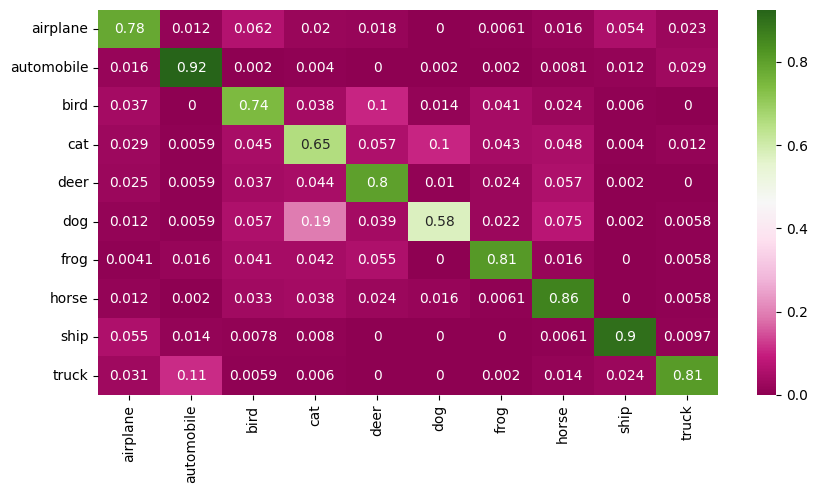 airplane 0.78 0.012 0.062 0.02 0.018 0 0.0061 0.016 0.054 0.023
automobile 0.016 0.92 0.002 0.004 0 0.002 0.002 0.0081 0.012 0.029
bird 0.037 0 0.74 0.038 0.1 0.014 0.041 0.024 0.006 0
cat 0.029 0.0059 0.045 0.65 0.057 0.1 0.043 0.048 0.004 0.012
deer 0.025 0.0059 0.037 0.044 0.8 0.01 0.024 0.057 0.002 0
dog 0.012 0.0059 0.057 0.19 0.039 0.58 0.022 0.075 0.002 0.0058
frog 0.0041 0.016 0.041 0.042 0.055 0 0.81 0.016 0 0.0058
horse 0.012 0.002 0.033 0.038 0.024 0.016 0.0061 0.86 0 0.0058
ship 0.055 0.014 0.0078 0.008 0 0 0 0.0061 0.9 0.0097
truck 0.031 0.11 0.0059 0.006 0 0 0.002 0.014 0.024 0.81
airplane automobile bird cat deer dog frog horse ship truck
0.8
0.6
0.4
0.2
0.0